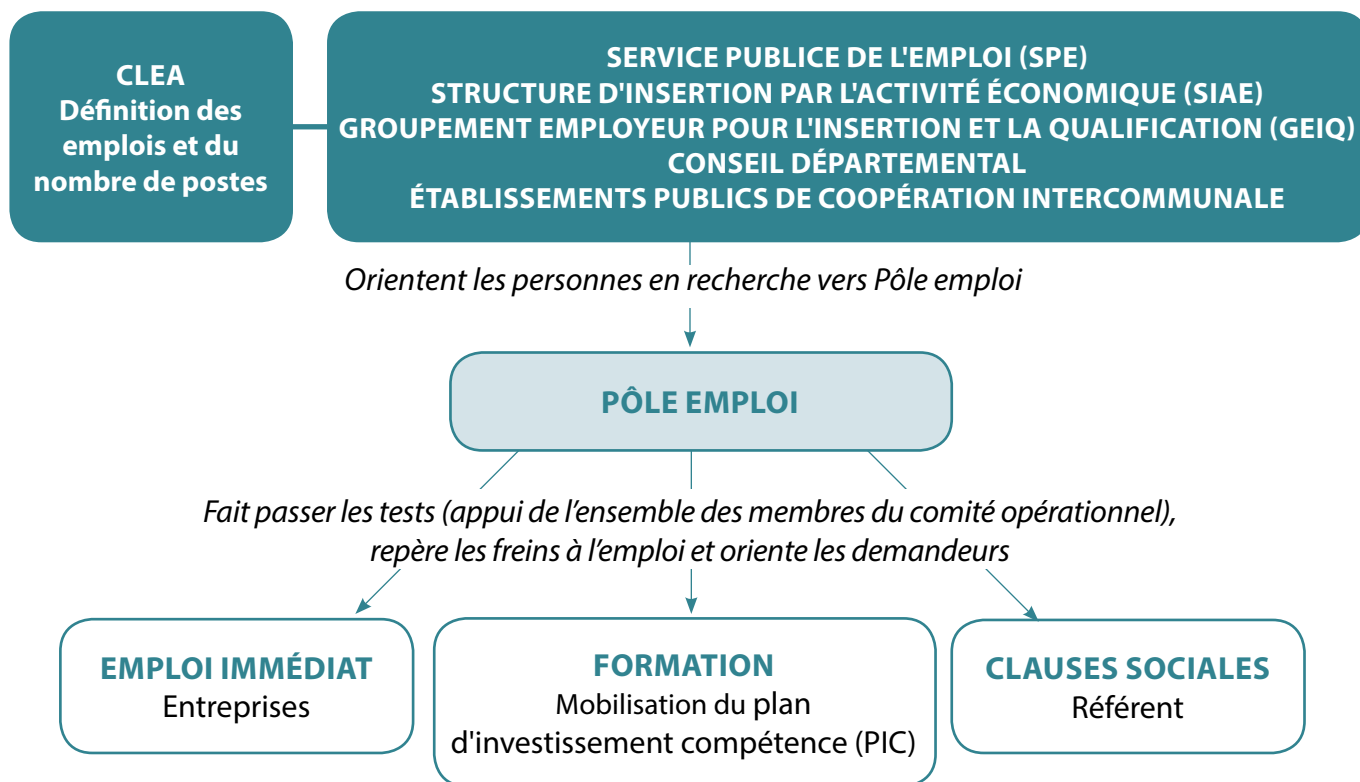 CLEA
Définition des
emplois et du
nombre de postes
SERVICE PUBLICE DE L'EMPLOI (SPE)
STRUCTURE D'INSERTION PAR L'ACTIVITÉ ÉCONOMIQUE (SIAE)
GROUPEMENT EMPLOYEUR POUR L'INSERTION ET LA QUALIFICATION (GEIQ)
CONSEIL DÉPARTEMENTAL
ÉTABLISSEMENTS PUBLICS DE COOPÉRATION INTERCOMMUNALE
Orientent les personnes en recherche vers Pôle emploi
PÔLE EMPLOI
Fait passer les tests (appui de l’ensemble des membres du comité opérationnel),
repère les freins à l’emploi et oriente les demandeurs
EMPLOI IMMÉDIAT
Entreprises
FORMATION
Mobilisation du plan
d'investissement compétence (PIC)
CLAUSES SOCIALES
Référent